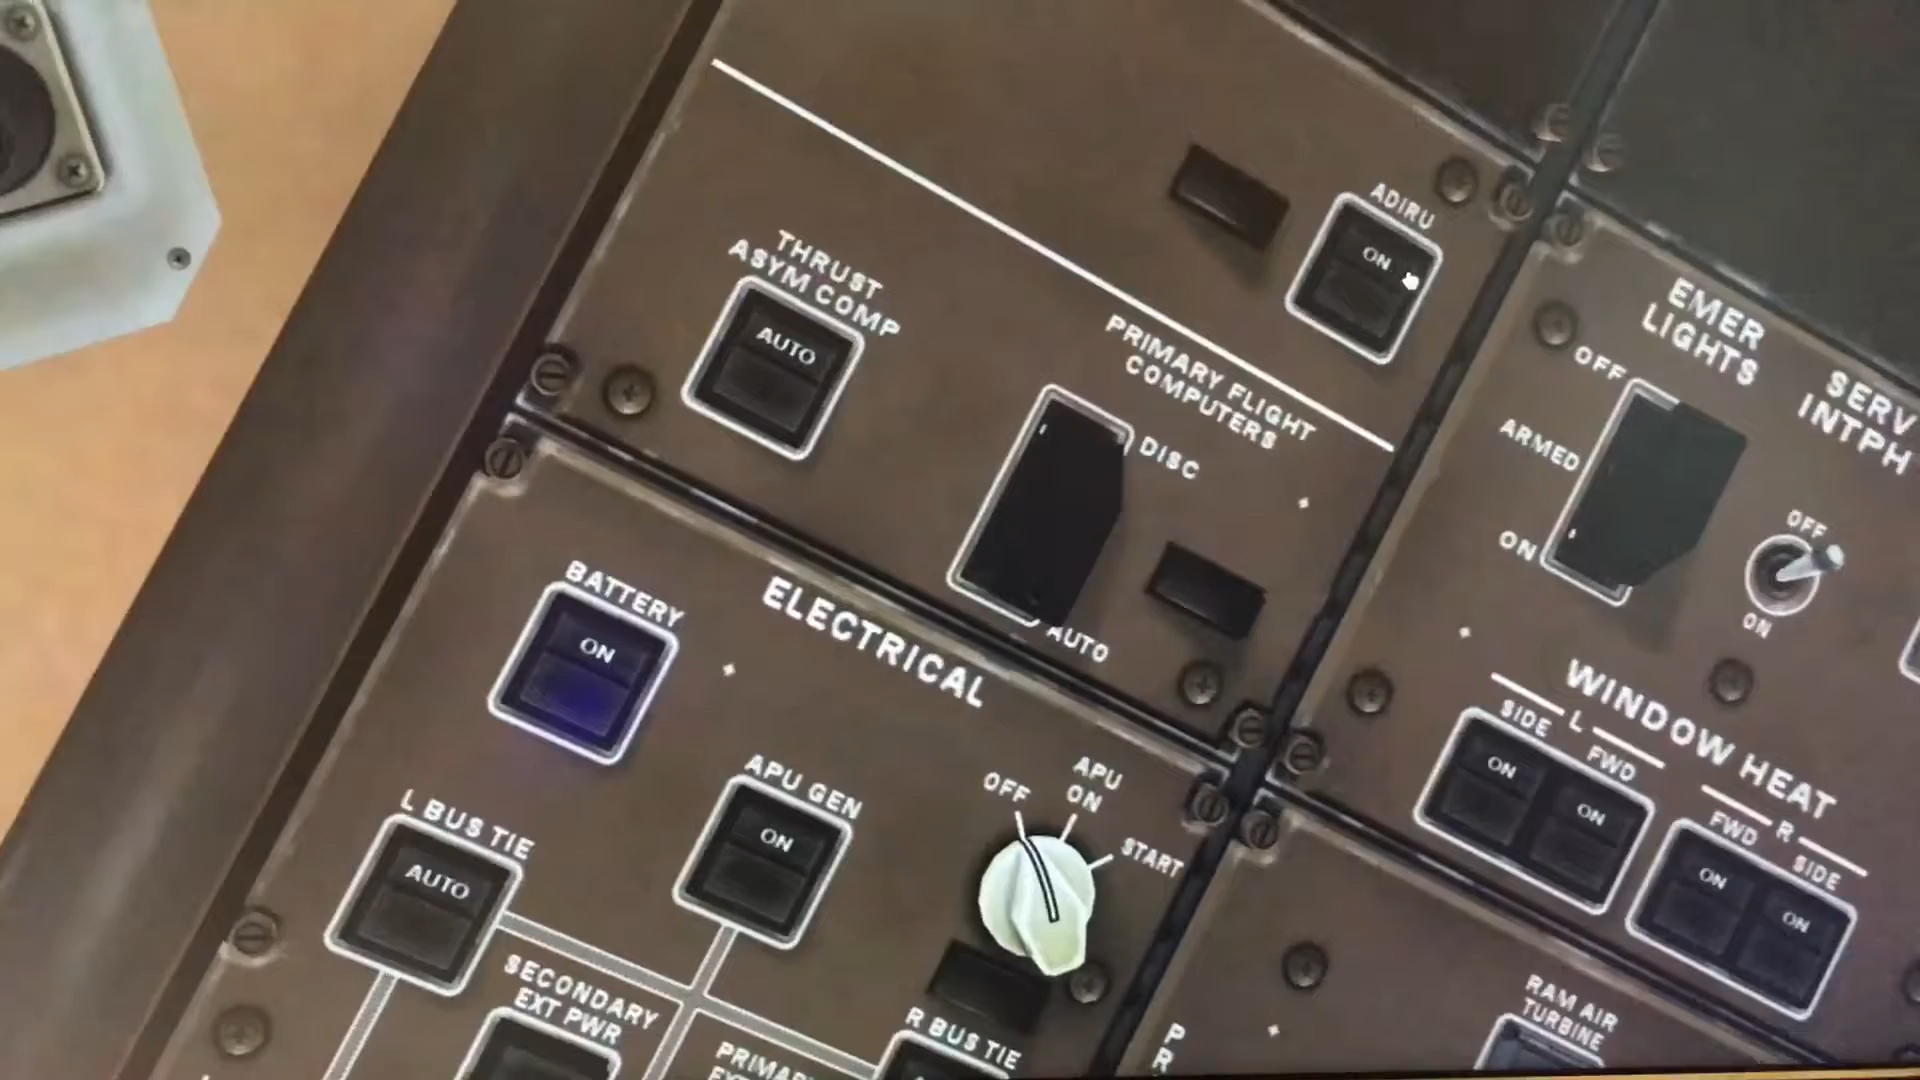 ADIRU
ON
THRUST
ASYM COMP
AUTO
PRIMARY FLIGHT
COMPUTERS
DISC
AUTO
EMER
LIGHTS
OFF
ARMED
ON
SERV
INTPH
OFF
ON
BATTERY
ON
ELECTRICAL
APU GEN
ON
OFF
APU
ON
START
L BUS TIE
AUTO
SECONDARY
EXT PWR
R BUS TIE
WINDOW HEAT
L
SIDE
FWD
ON
ON
R
FWD
SIDE
ON
ON
RAM AIR
TURBINE